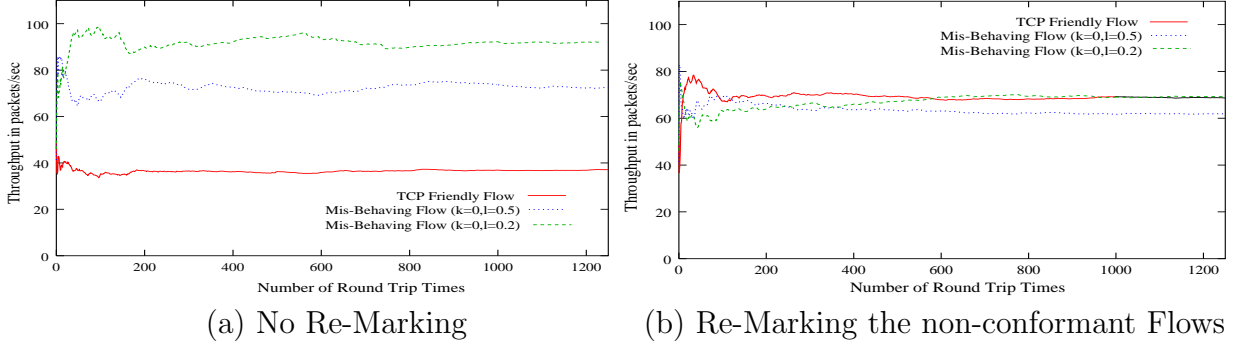 Throughput in packets/sec
100
80
60
40
20
0
TCP Friendly Flow
Mis-Behaving Flow (k=0,l=0.5)
Mis-Behaving Flow (k=0,l=0.2)
0 200 400 600 800 1000 1200
Number of Round Trip Times
(a) No Re-Marking
Throughput in packets/sec
100
80
60
40
20
0
TCP Friendly Flow
Mis-Behaving Flow (k=0,l=0.5)
Mis-Behaving Flow (k=0,l=0.2)
0 200 400 600 800 1000 1200
Number of Round Trip Times
(b) Re-Marking the non-conformant Flows